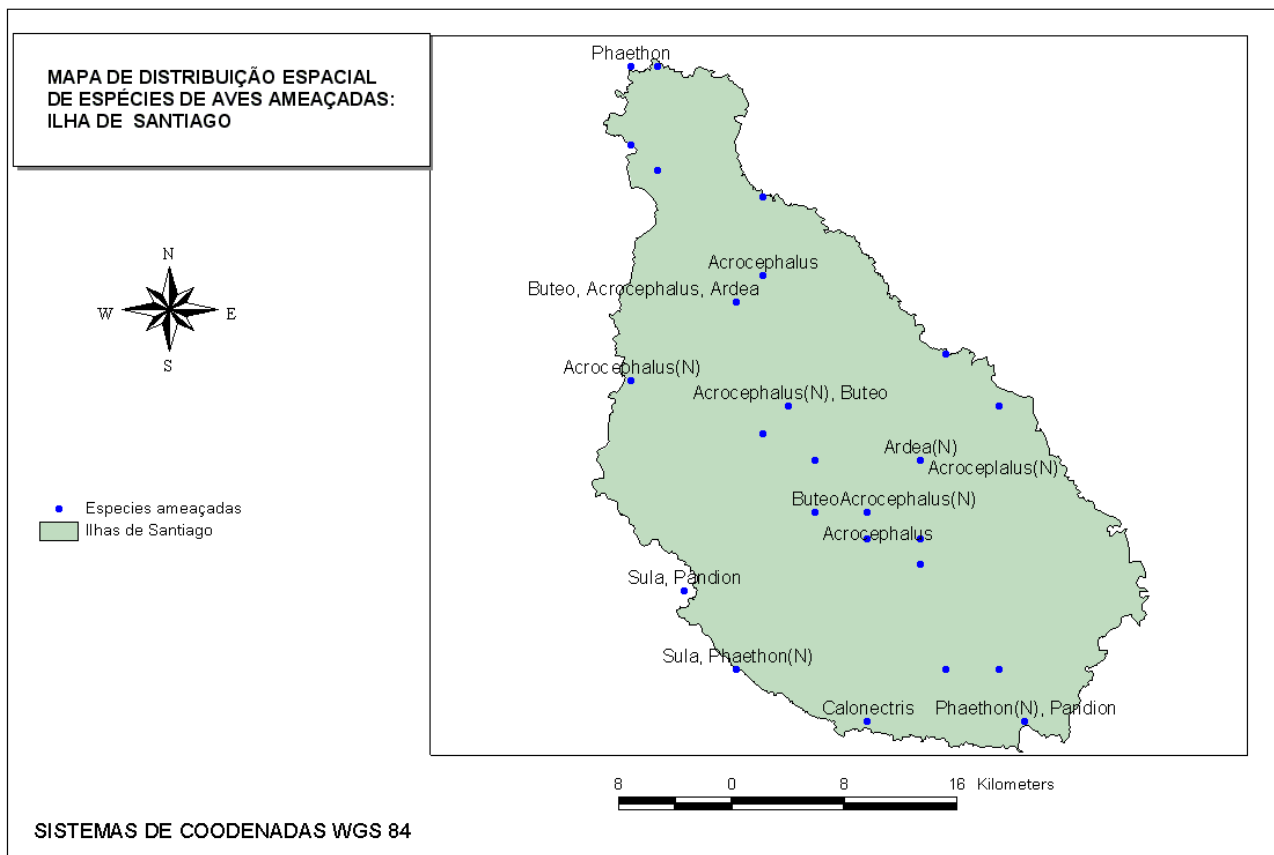 MAPA DE DISTRIBUIÇÃO ESPACIAL
DE ESPÉCIES DE AVES AMEAÇADAS:
ILHA DE SANTIAGO
Phaethon
N
W
E
S
Acrocephalus
Buteo, Acrocephalus, Ardea
Acrocephalus(N)
Acrocephalus(N), Buteo
Ardea(N)
Acroceplalus(N)
ButeoAcrocephalus(N)
Acrocephalus
Especies ameaçadas
Ilhas de Santiago
Sula, Pandion
Sula, Phaethon(N)
Calonectris
Phaethon(N), Pandion
8 0 8 16 Kilometers
SISTEMAS DE COODENADAS WGS 84